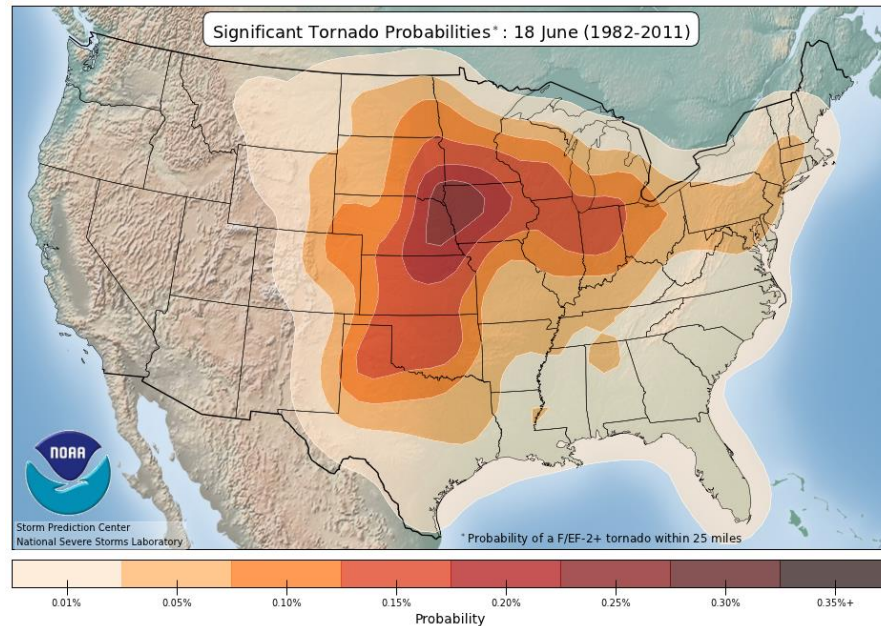 Significant Tornado Probabilities*: 18 June (1982-2011)
NOAA
Storm Prediction Center
National Severe Storms Laboratory
*Probability of a F/EF-2+ tornado within 25 miles
0.01% 0.05% 0.10% 0.15% 0.20% 0.25% 0.30% 0.35%+
Probability